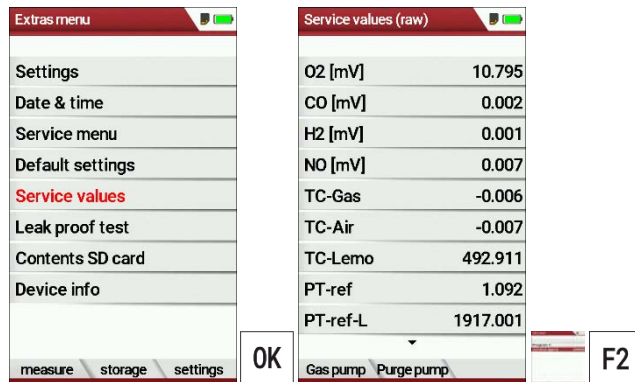 Extras menu
Settings
Date & time
Service menu
Default settings
Service values
Leak proof test
Contents SD card
Device info
measure storage settings
OK
Service values (raw)
O2 [mV] 10.795
CO [mV] 0.002
H2 [mV] 0.001
NO [mV] 0.007
TC-Gas -0.006
TC-Air -0.007
TC-Lemo 492.911
PT-ref 1.092
PT-ref-L 1917.001
Gas pump Purge pump
F2